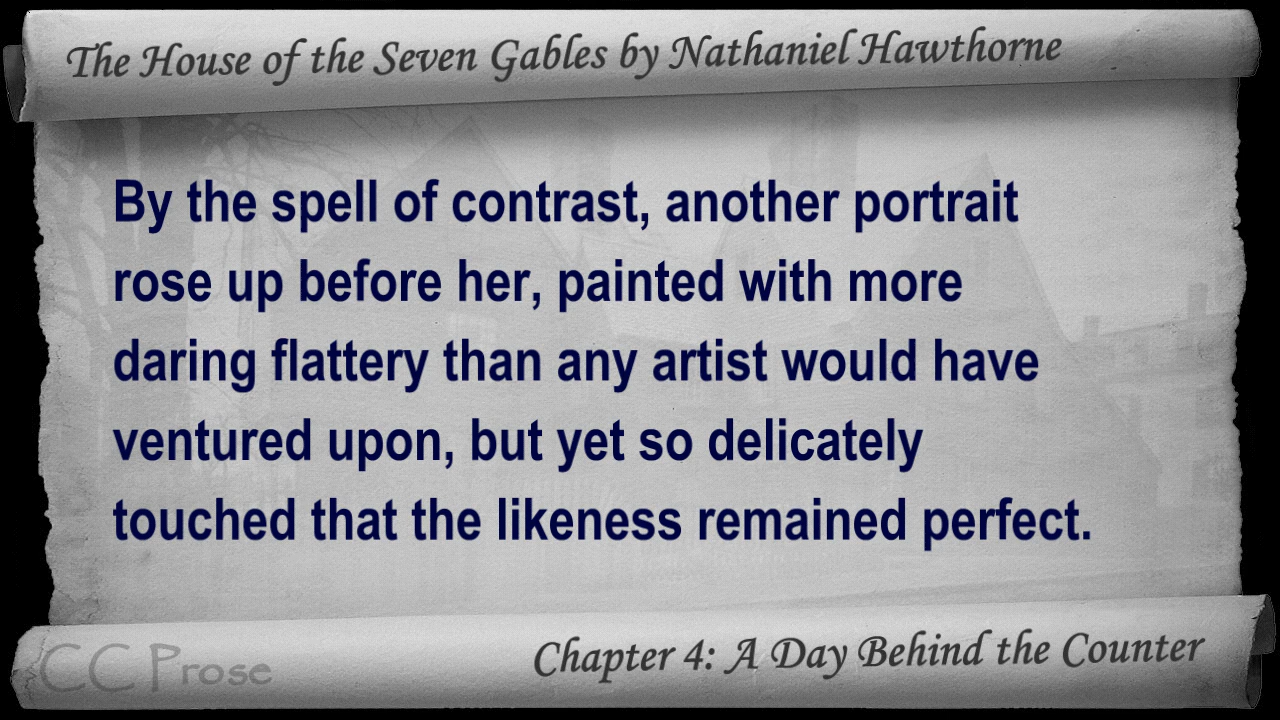 The House of the Seven Gables by Nathaniel Hawthorne
By the spell of contrast, another portrait
rose up before her, painted with more
daring flattery than any artist would have
ventured upon, but yet so delicately
touched that the likeness remained perfect.
CC Prose
Chapter 4: A Day Behind the Counter